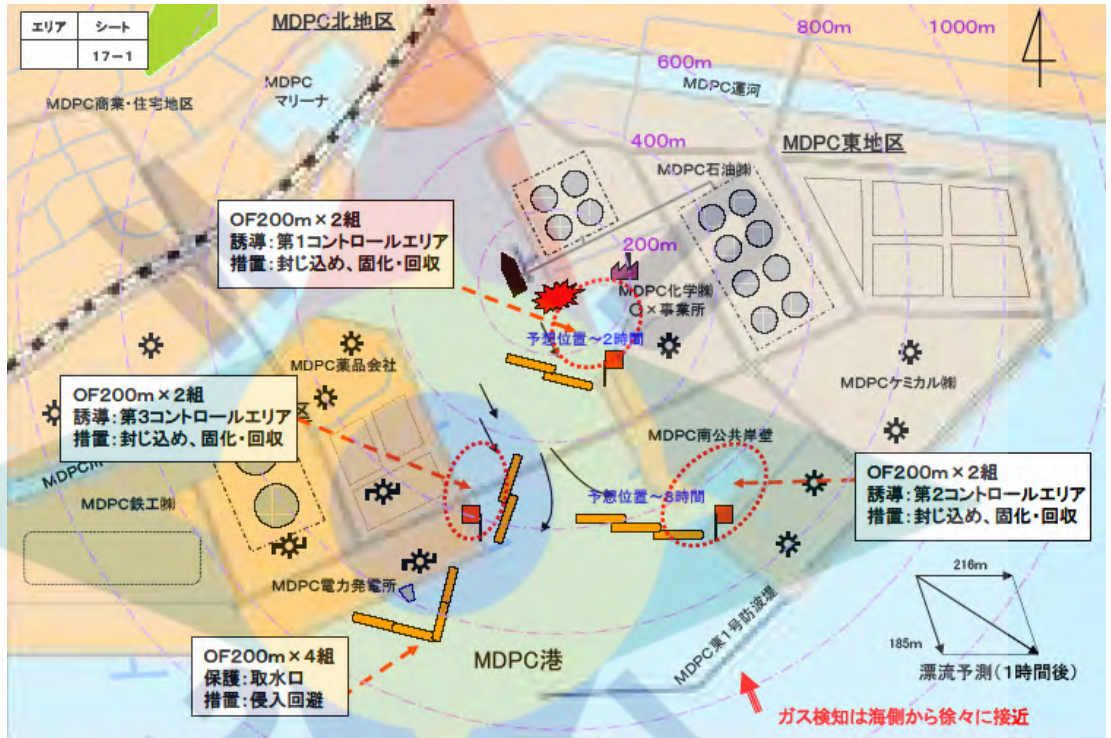 エリア シート
17－1
MDPC北地区
800m
1000m
600m
MDPC
マリーナ
MDPC運河
MDPC商業・住宅地区
400m
MDPC東地区
MDPC石油㈱
OF200m×2組
誘導：第1コントロールエリア
措置：封じ込め、固化・回収
200m
MDPC化学㈱
〇×事業所
予想位置～2時間
MDPC薬品会社
MDPCケミカル㈱
OF200m×2組
誘導：第3コントロールエリア
措置：封じ込め、固化・回収
区
MDPC南公共岸壁
MDPC
MDPC鉄工㈱
予想位置～8時間
OF200m×2組
誘導：第2コントロールエリア
措置：封じ込め、固化・回収
MDPC電力発電所
216m
185m
漂流予測（1時間後）
OF200m×4組
保護：取水口
措置：侵入回避
MDPC港
MDPC東1号防波堤
ガス検知は海側から徐々に接近